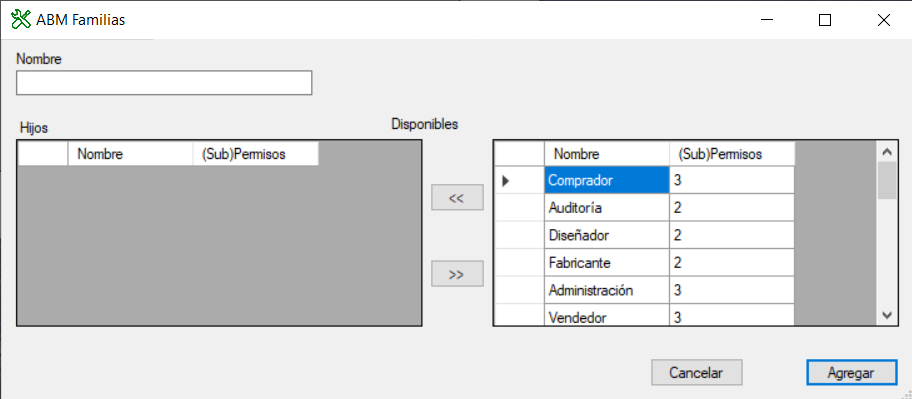 ABM Familias
Nombre
Hijos
Disponibles
Nombre (Sub)Permisos
Nombre (Sub)Permisos
Comprador 3
Auditoría 2
Diseñador 2
Fabricante 2
Administración 3
Vendedor 3
<<
>>
Cancelar Agregar